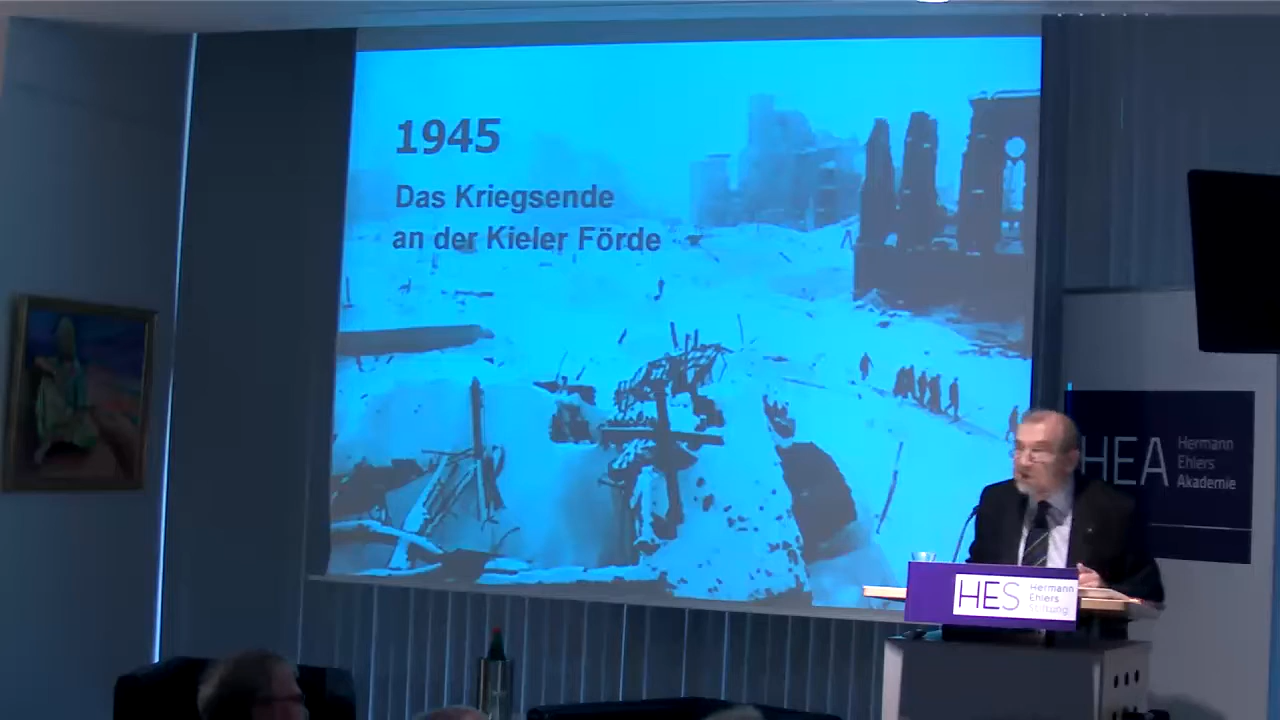 1945
Das Kriegsende
an der Kieler Förde
HEA
Hermann
Ehlers
Akademie
HES
Hermann
Ehlers
Stiftung